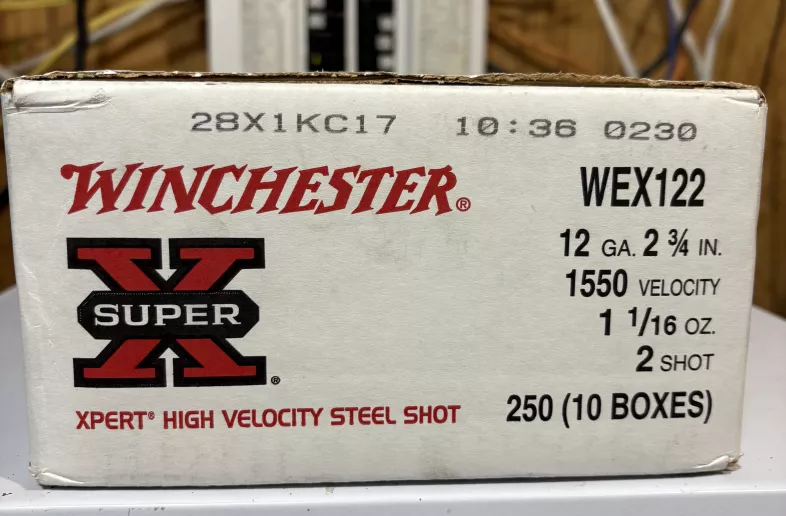 28X1KC17 10:36 0230
WINCHESTER®
WEX122
SUPER X®
12 GA. 2 ¾ IN.
1550 VELOCITY
1 1/16 OZ.
2 SHOT
XPERT® HIGH VELOCITY STEEL SHOT
250 (10 BOXES)